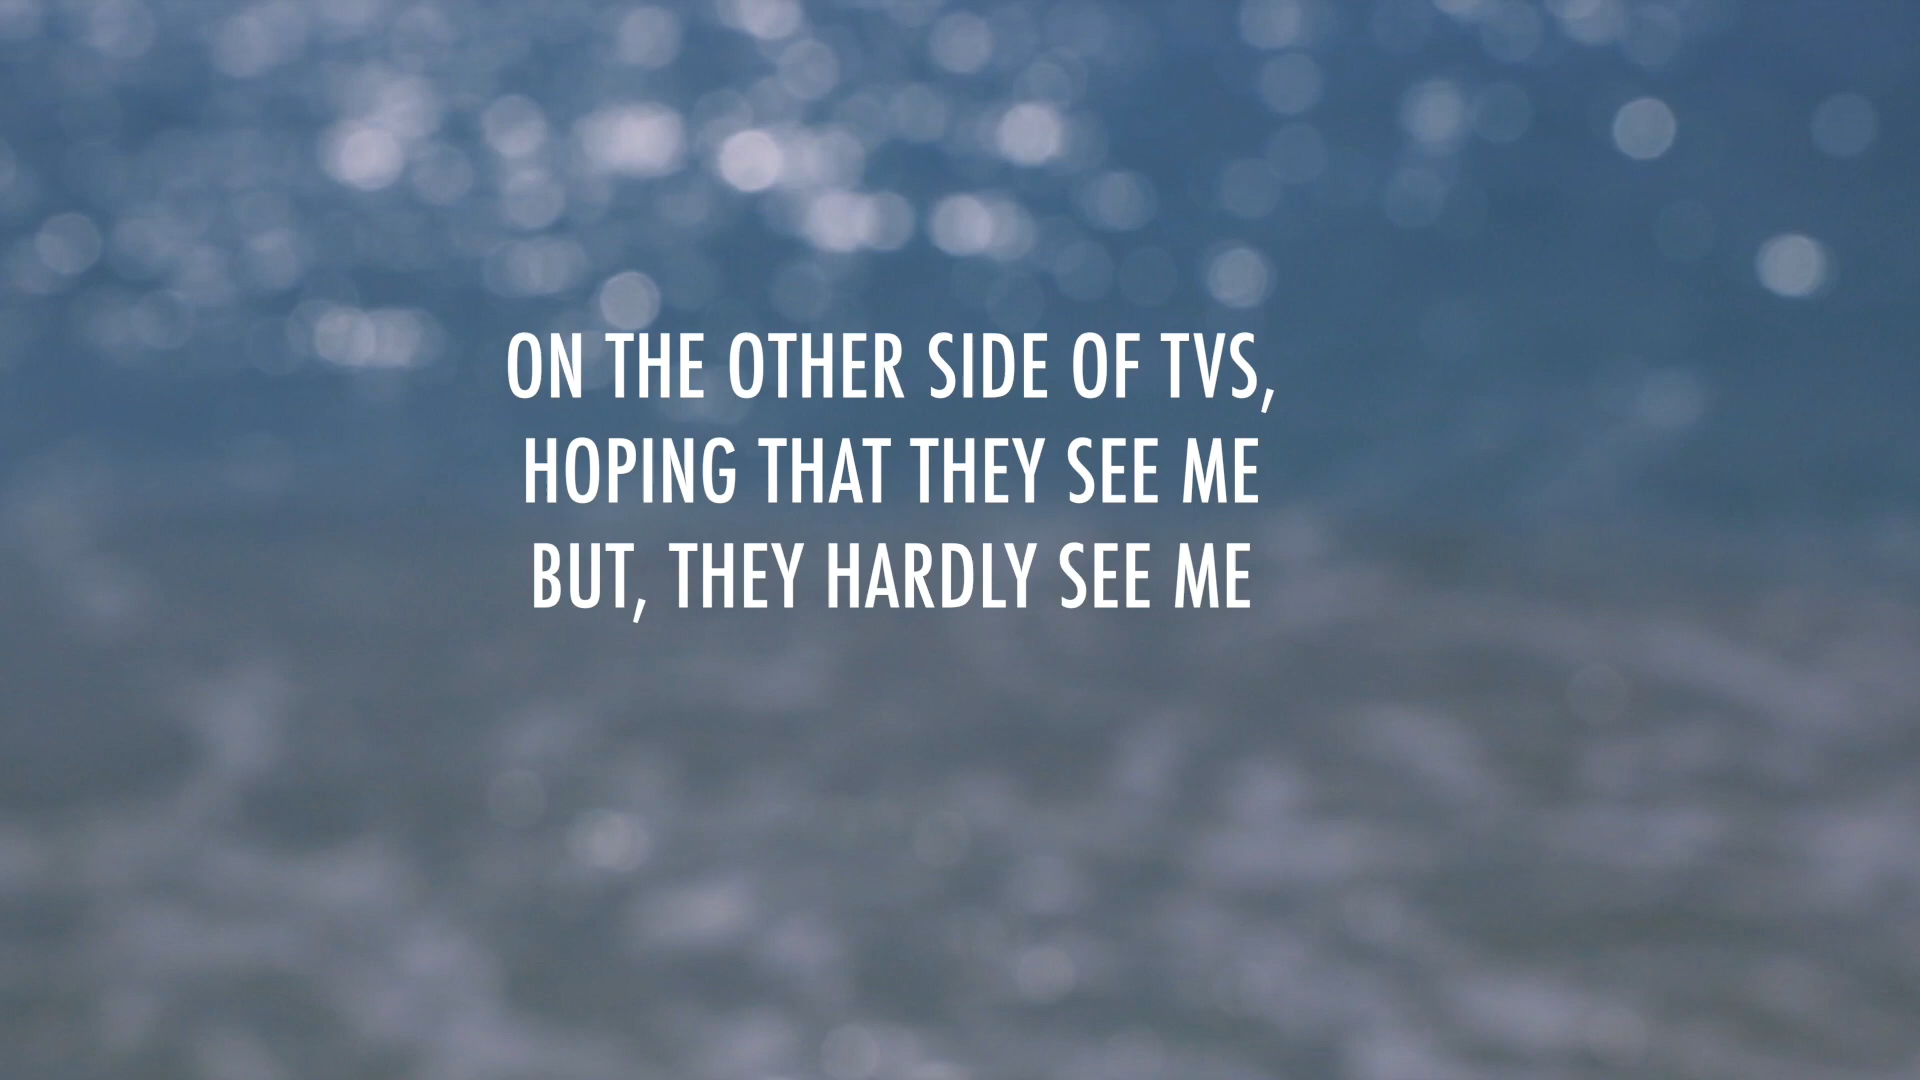 ON THE OTHER SIDE OF TVS,
HOPING THAT THEY SEE ME
BUT, THEY HARDLY SEE ME